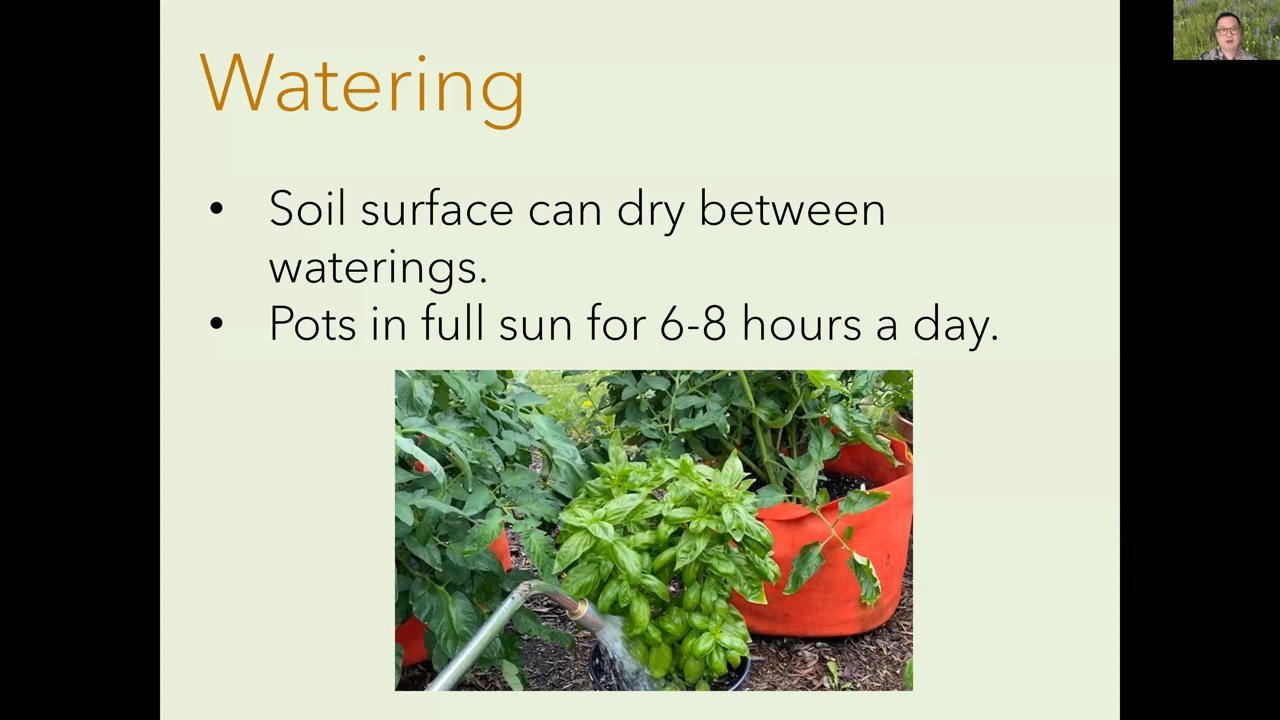 Watering
• Soil surface can dry between
waterings.
• Pots in full sun for 6-8 hours a day.